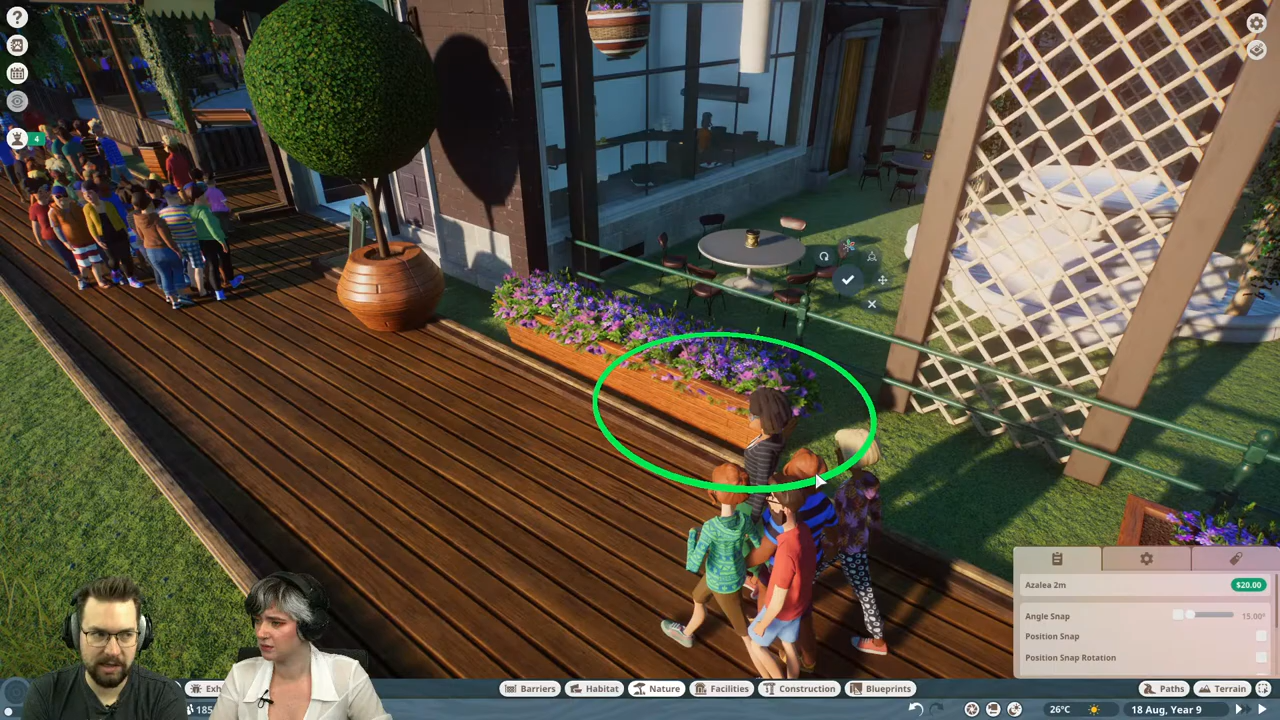 ?
4
Azalea 2m
$20.00
Angle Snap
15.00°
Position Snap
Position Snap Rotation
Exh
Barriers
Habitat
Nature
Facilities
Construction
Blueprints
Paths
Terrain
185
26°C
18 Aug, Year 9